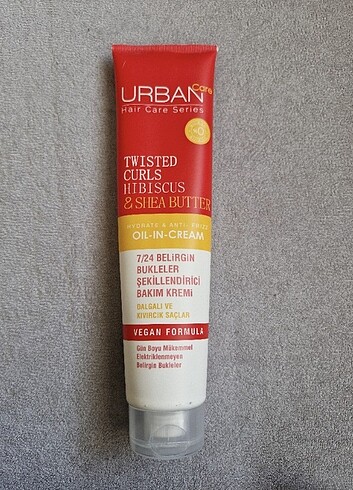 URBAN Care
Hair Care Series
TWISTED
CURLS
HIBISCUS
& SHEA BUTTER
HYDRATE & ANTI-FRIZZ
OIL-IN-CREAM
7/24 BELİRGİN
BUKLELER
ŞEKİLLENDİRİCİ
BAKIM KREMİ
DALGALI VE
KIVIRCIK SAÇLAR
VEGAN FORMULA
Gün Boyu Mükemmel
Elektriklenmeyen
Belirgin Bukleler